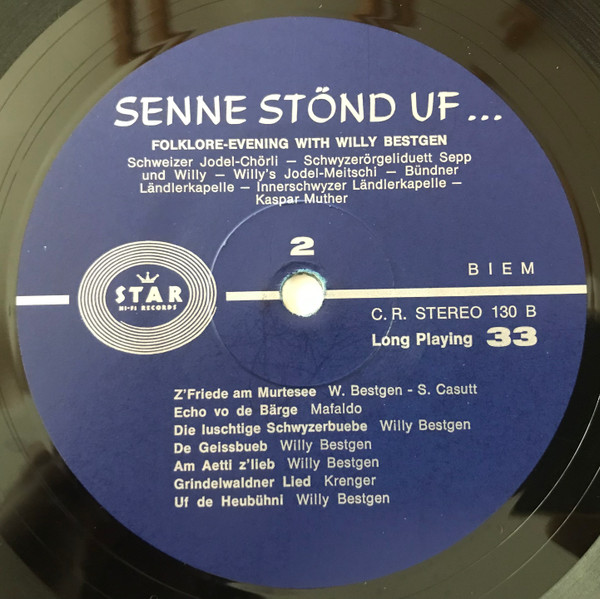 SENNE STÖND UF...
FOLKLORE-EVENING WITH WILLY BESTGEN
Schweizer Jodel-Chörli – Schwyzerörgeliduett Sepp
und Willy – Willy's Jodel-Meitschi – Bündner
Ländlerkapelle – Innerschwyzer Ländlerkapelle –
Kaspar Muther
2
BIEM
STAR
HI-FI RECORDS
C. R. STEREO 130 B
Long Playing 33
Z'Friede am Murtesee W. Bestgen - S. Casutt
Echo vo de Bärge Mafaldo
Die luschtige Schwyzerbuebe Willy Bestgen
De Geissbueb Willy Bestgen
Am Aetti z'lieb Willy Bestgen
Grindelwaldner Lied Krenger
Uf de Heubühni Willy Bestgen